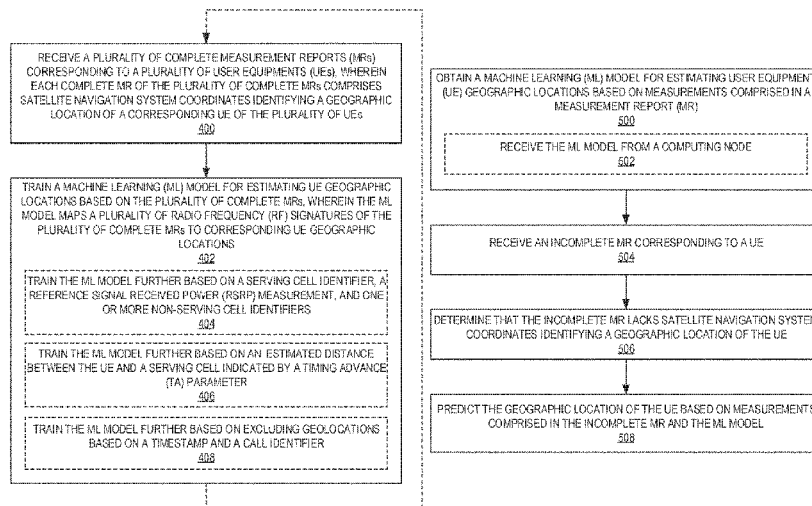 RECEIVE A PLURALITY OF COMPLETE MEASUREMENT REPORTS (MRs)
CORRESPONDING TO A PLURALITY OF USER EQUIPMENTS (UEs), WHEREIN
EACH COMPLETE MR OF THE PLURALITY OF COMPLETE MRs COMPRISES
SATELLITE NAVIGATION SYSTEM COORDINATES IDENTIFYING A GEOGRAPHIC
LOCATION OF A CORRESPONDING UE OF THE PLURALITY OF UEs
400
TRAIN A MACHINE LEARNING (ML) MODEL FOR ESTIMATING UE GEOGRAPHIC
LOCATIONS BASED ON THE PLURALITY OF COMPLETE MRs, WHEREIN THE ML
MODEL MAPS A PLURALITY OF RADIO FREQUENCY (RF) SIGNATURES OF THE
PLURALITY OF COMPLETE MRs TO CORRESPONDING UE GEOGRAPHIC
LOCATIONS
402
TRAIN THE ML MODEL FURTHER BASED ON A SERVING CELL IDENTIFIER, A
REFERENCE SIGNAL RECEIVED POWER (RSRP) MEASUREMENT, AND ONE
OR MORE NON-SERVING CELL IDENTIFIERS
404
TRAIN THE ML MODEL FURTHER BASED ON AN ESTIMATED DISTANCE
BETWEEN THE UE AND A SERVING CELL INDICATED BY A TIMING ADVANCE
(TA) PARAMETER
406
TRAIN THE ML MODEL FURTHER BASED ON EXCLUDING GEOLOCATIONS
BASED ON A TIMESTAMP AND A CALL IDENTIFIER
408
OBTAIN A MACHINE LEARNING (ML) MODEL FOR ESTIMATING USER EQUIPMENT
(UE) GEOGRAPHIC LOCATIONS BASED ON MEASUREMENTS COMPRISED IN A
MEASUREMENT REPORT (MR)
500
RECEIVE THE ML MODEL FROM A COMPUTING NODE
502
RECEIVE AN INCOMPLETE MR CORRESPONDING TO A UE
504
DETERMINE THAT THE INCOMPLETE MR LACKS SATELLITE NAVIGATION SYSTEM
COORDINATES IDENTIFYING A GEOGRAPHIC LOCATION OF THE UE
506
PREDICT THE GEOGRAPHIC LOCATION OF THE UE BASED ON MEASUREMENTS
COMPRISED IN THE INCOMPLETE MR AND THE ML MODEL
508